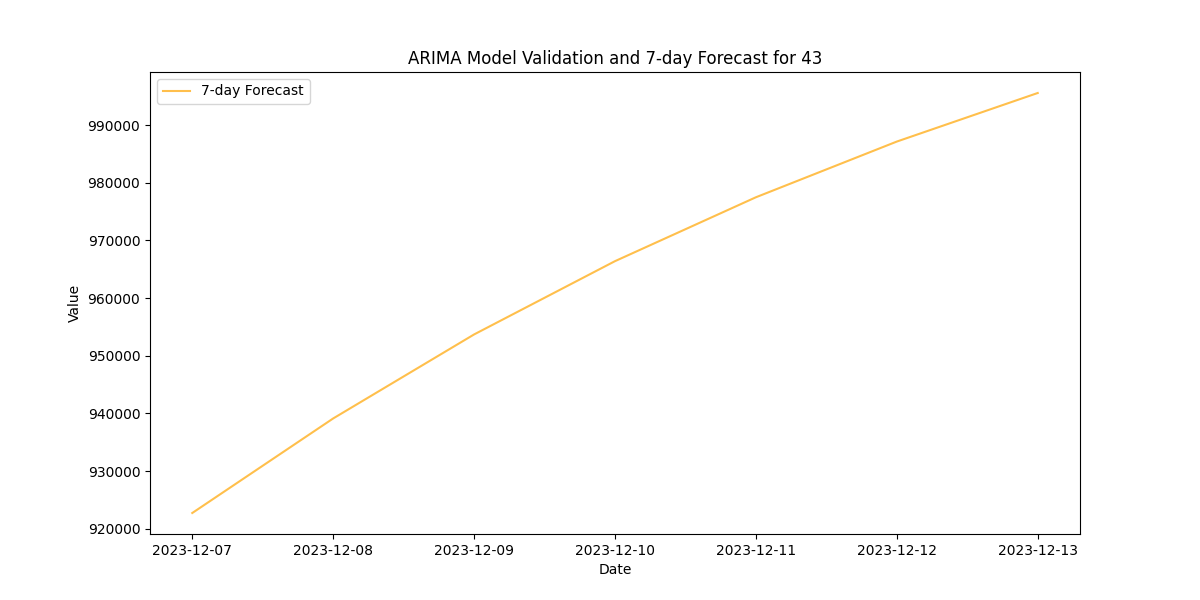 ARIMA Model Validation and 7-day Forecast for 43
7-day Forecast
990000
980000
970000
960000
950000
940000
930000
920000
Value
2023-12-07 2023-12-08 2023-12-09 2023-12-10 2023-12-11 2023-12-12 2023-12-13
Date